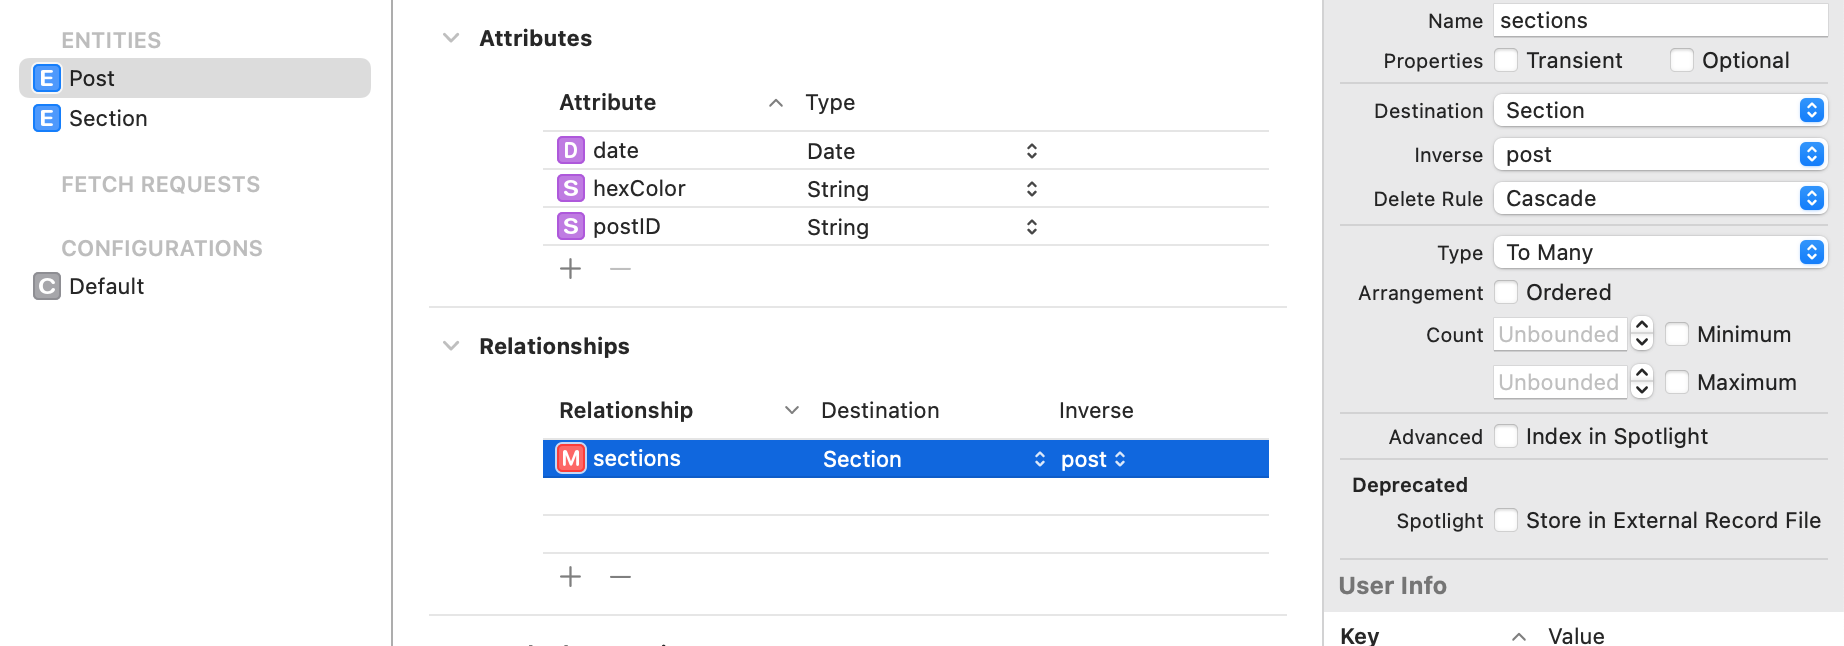 ENTITIES
E Post
E Section
FETCH REQUESTS
CONFIGURATIONS
C Default
Attributes
Attribute Type
D date Date
S hexColor String
S postID String
Relationships
Relationship Destination Inverse
M sections Section post
Name sections
Properties Transient Optional
Destination Section
Inverse post
Delete Rule Cascade
Type To Many
Arrangement Ordered
Count Unbounded Minimum
Unbounded Maximum
Advanced Index in Spotlight
Deprecated
Spotlight Store in External Record File
User Info
Key Value